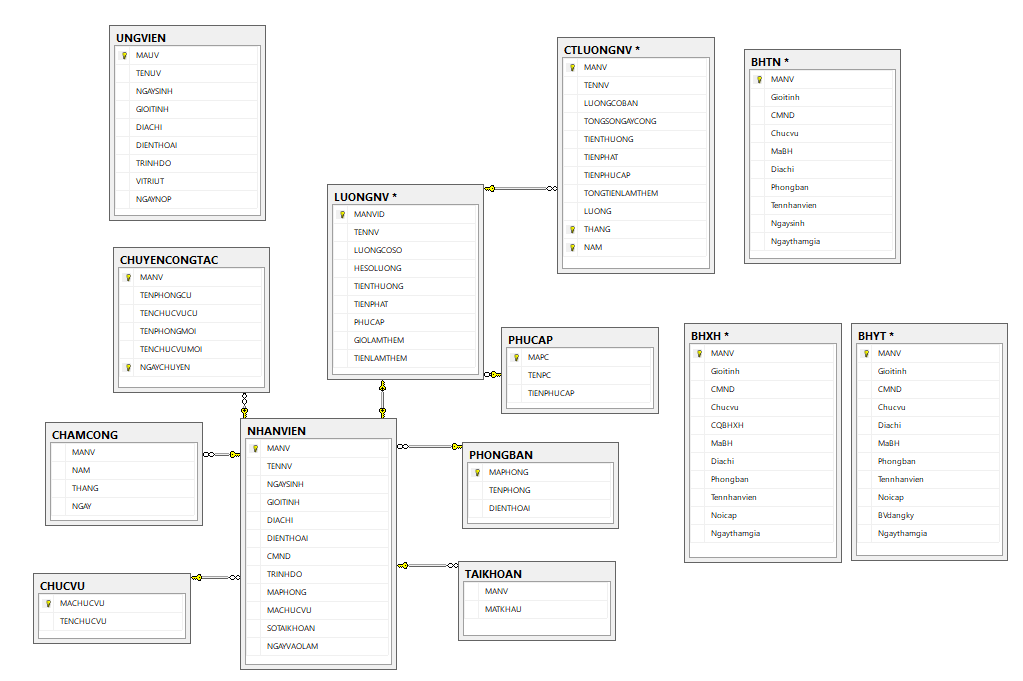 UNGVIEN
MAUV
TENUV
NGAYSINH
GIOITINH
DIACHI
DIENTHOAI
TRINHDO
VITRIUT
NGAYNOP
CTLUONGNV *
MANV
TENNV
LUONGCOBAN
TONGSONGAYCONG
TIENTHUONG
TIENPHAT
TIENPHUCAP
TONGTIENLAMTHEM
LUONG
THANG
NAM
BHTN *
MANV
Gioitinh
CMND
Chucvu
MaBH
Diachi
Phongban
Tennhanvien
Ngaysinh
Ngaythamgia
LUONGNV *
MANVID
TENNV
LUONGCOSO
HESOLUONG
TIENTHUONG
TIENPHAT
PHUCAP
GIOLAMTHEM
TIENLAMTHEM
CHUYENCONGTAC
MANV
TENPHONGCU
TENCHUCVUCU
TENPHONGMOI
TENCHUCVUMOI
NGAYCHUYEN
PHUCAP
MAPC
TENPC
TIENPHUCAP
BHXH *
MANV
Gioitinh
CMND
Chucvu
CQBHXH
MaBH
Diachi
Phongban
Tennhanvien
Noicap
Ngaythamgia
BHYT *
MANV
Gioitinh
CMND
Chucvu
Diachi
MaBH
Phongban
Tennhanvien
Noicap
BVdangky
Ngaythamgia
CHAMCONG
MANV
NAM
THANG
NGAY
NHANVIEN
MANV
TENNV
NGAYSINH
GIOITINH
DIACHI
DIENTHOAI
CMND
TRINHDO
MAPHONG
MACHUCVU
SOTAIKHOAN
NGAYVAOLAM
PHONGBAN
MAPHONG
TENPHONG
DIENTHOAI
CHUCVU
MACHUCVU
TENCHUCVU
TAIKHOAN
MANV
MATKHAU